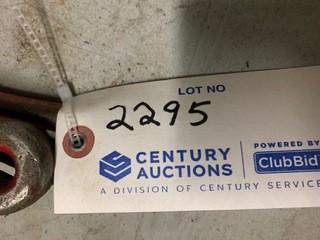 LOT NO
2295
CENTURY AUCTIONS
POWERED BY
ClubBid
A DIVISION OF CENTURY SERVICE